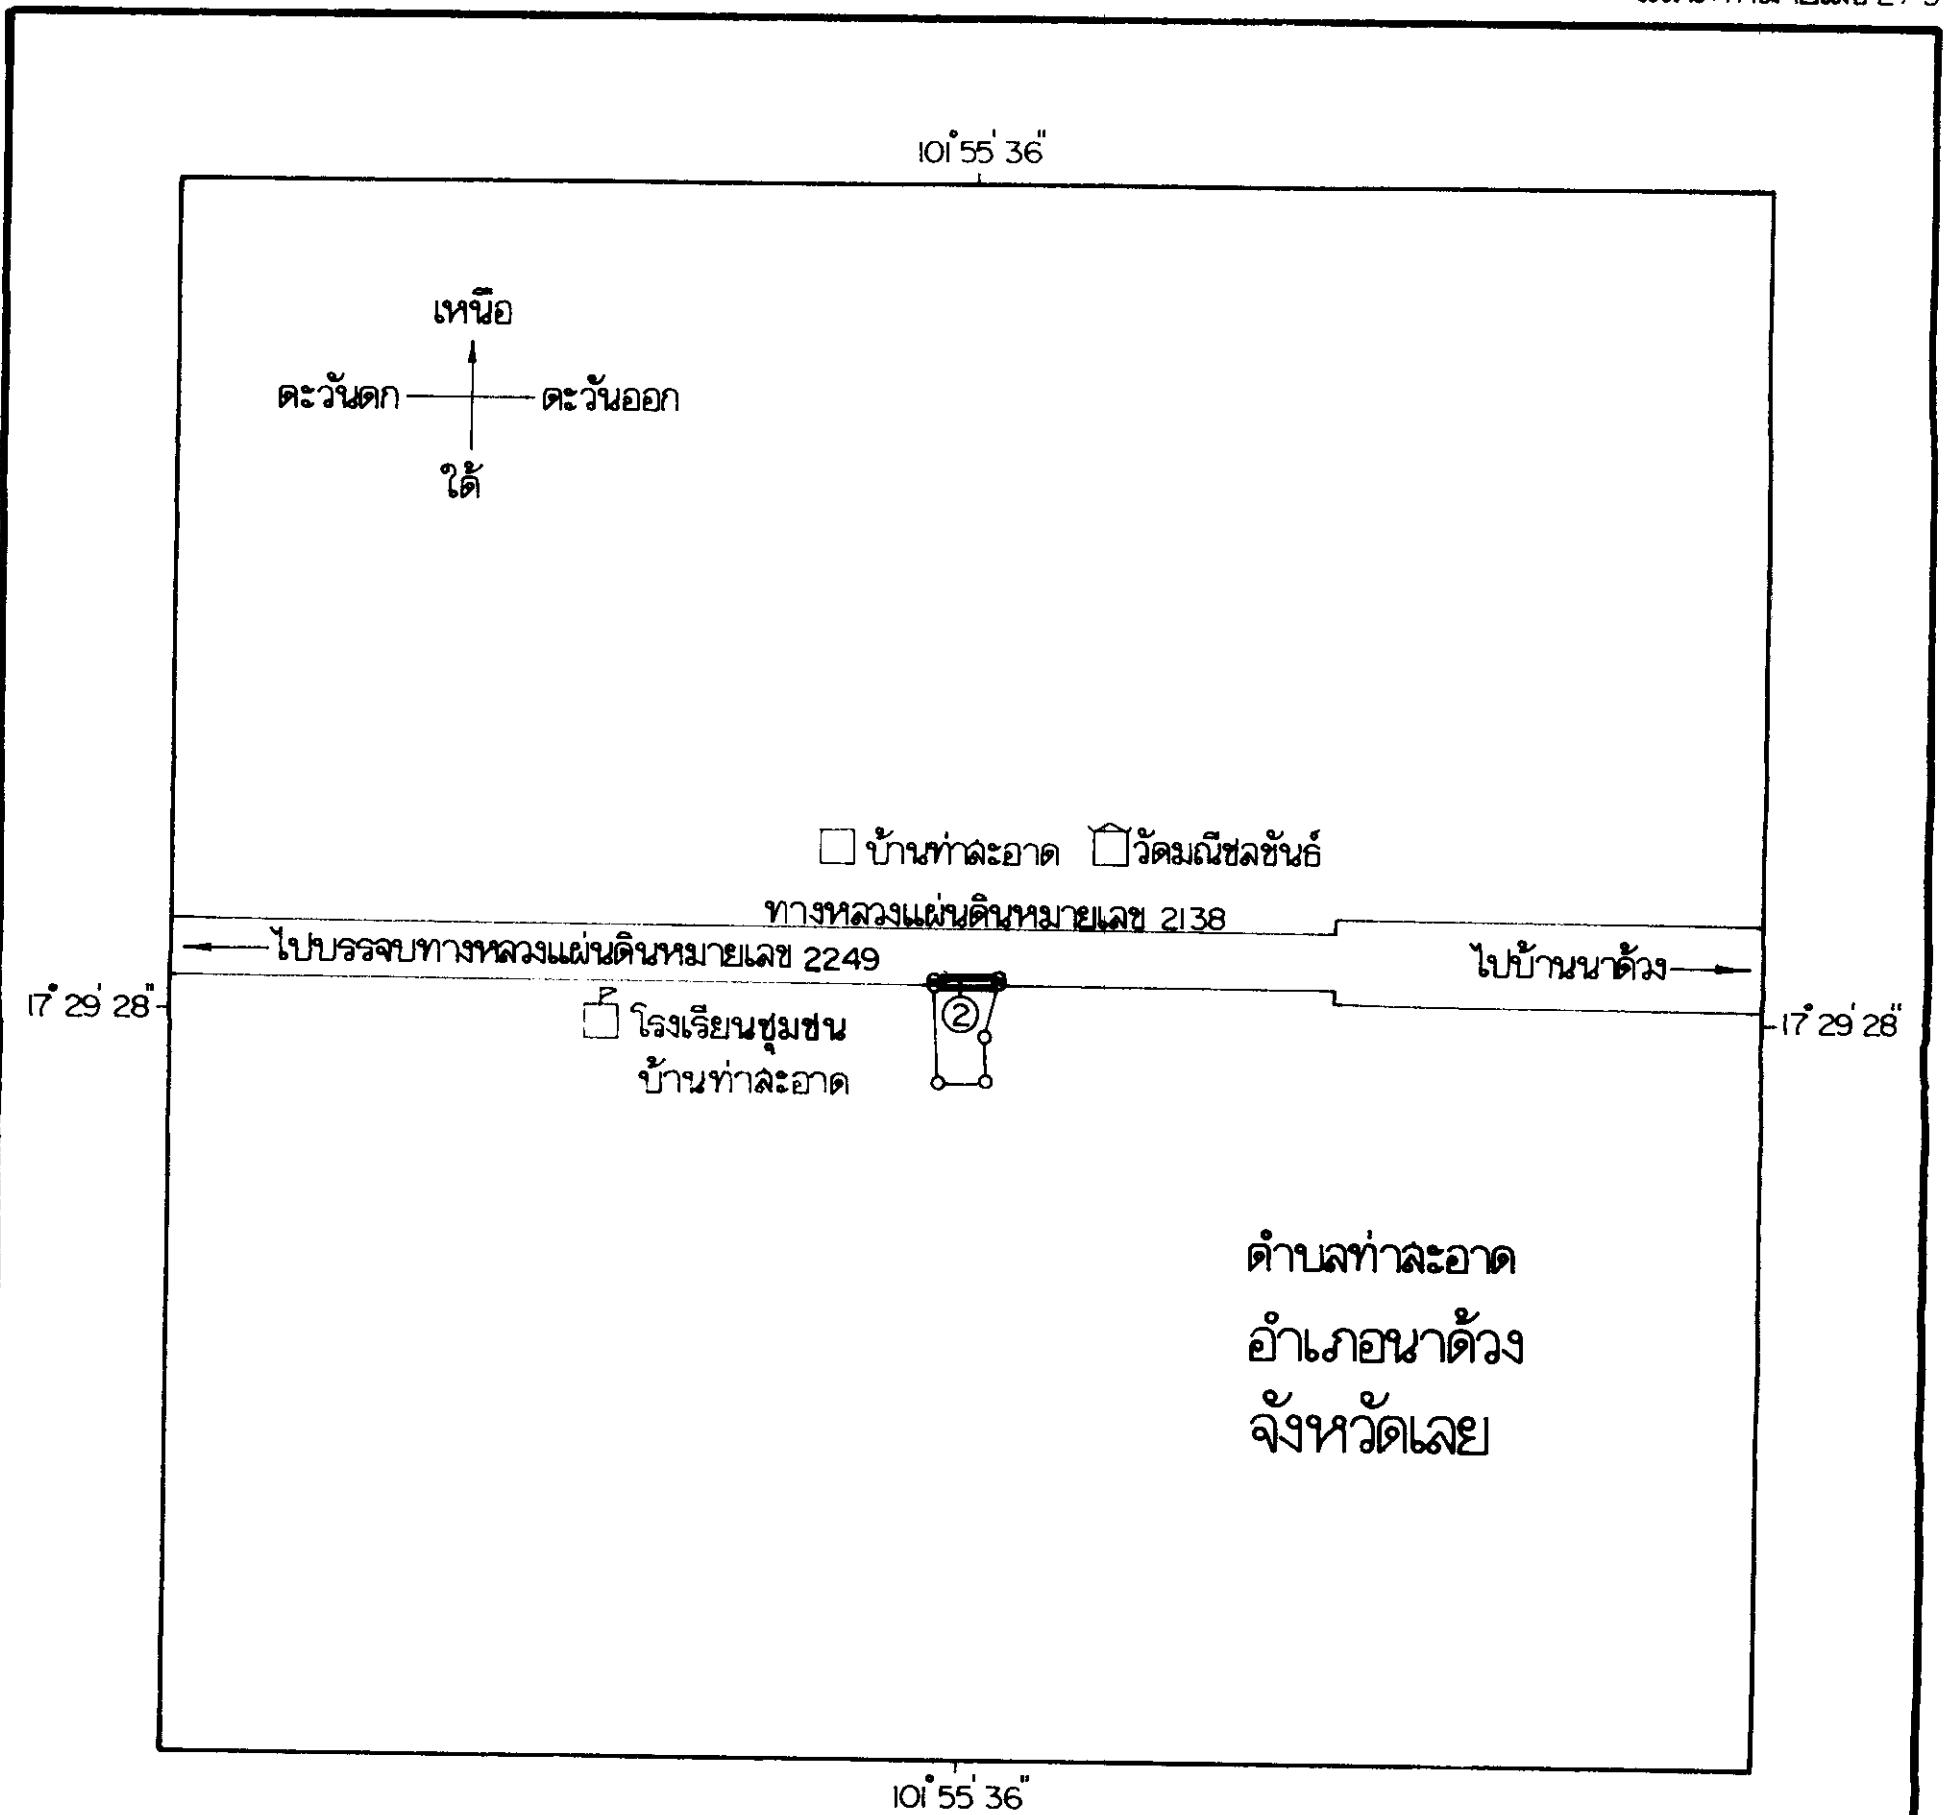 101° 55' 36"
เหนือ
ตะวันตก
ตะวันออก
ใต้
บ้านท่าสะอาด
วัดมณีชลขันธ์
ทางหลวงแผ่นดินหมายเลข 2138
ไปบรรจบทางหลวงแผ่นดินหมายเลข 2249
ไปบ้านนาด้วง
17° 29' 28"
2
17° 29' 28"
โรงเรียนชุมชน
บ้านท่าสะอาด
ตำบลท่าสะอาด
อำเภอนาด้วง
จังหวัดเลย
101° 55' 36"